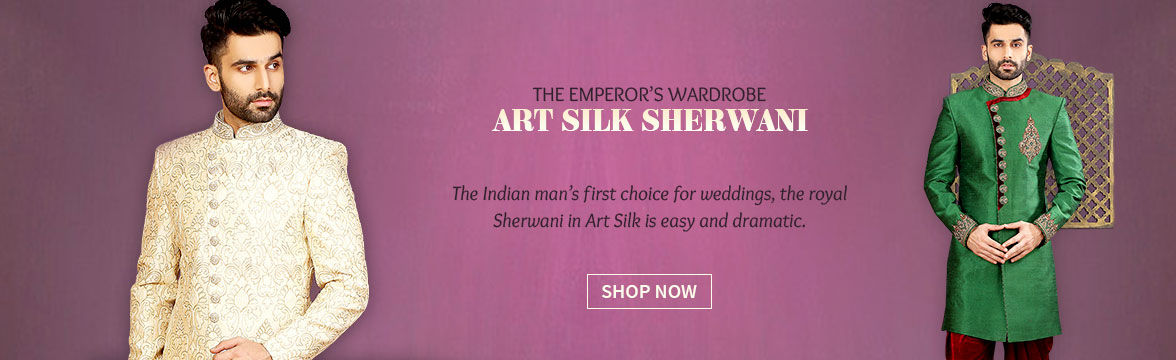 THE EMPEROR’S WARDROBE
ART SILK SHERWANI
The Indian man’s first choice for weddings, the royal
Sherwani in Art Silk is easy and dramatic.
SHOP NOW